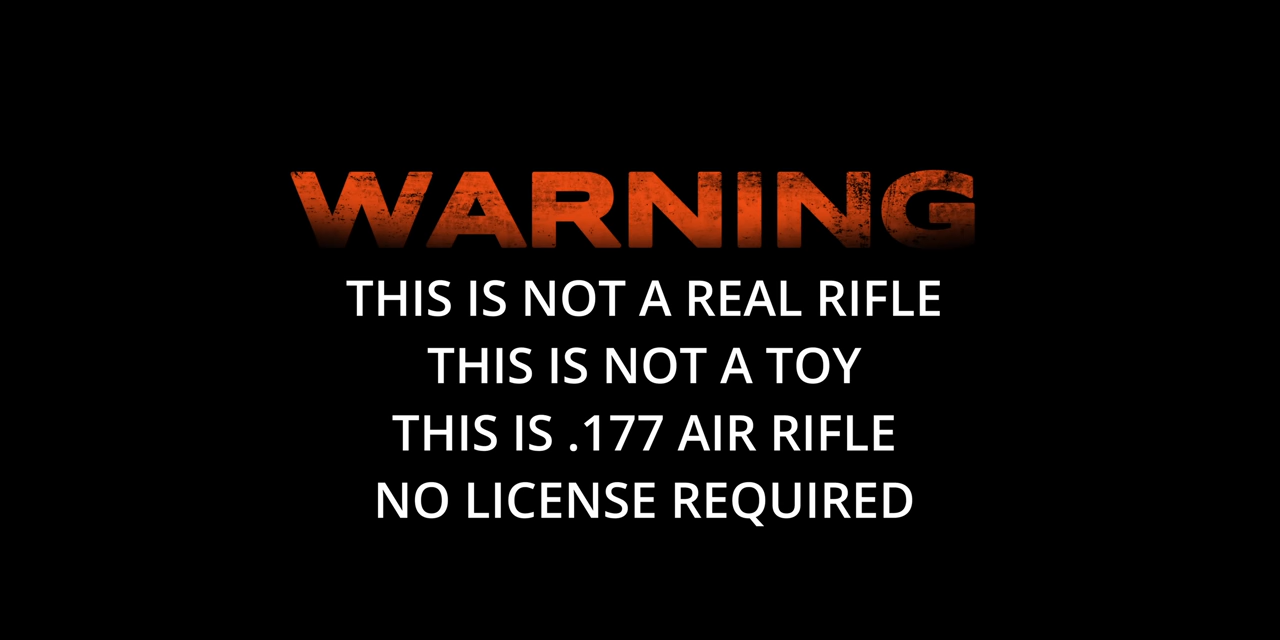 WARNING
THIS IS NOT A REAL RIFLE
THIS IS NOT A TOY
THIS IS .177 AIR RIFLE
NO LICENSE REQUIRED